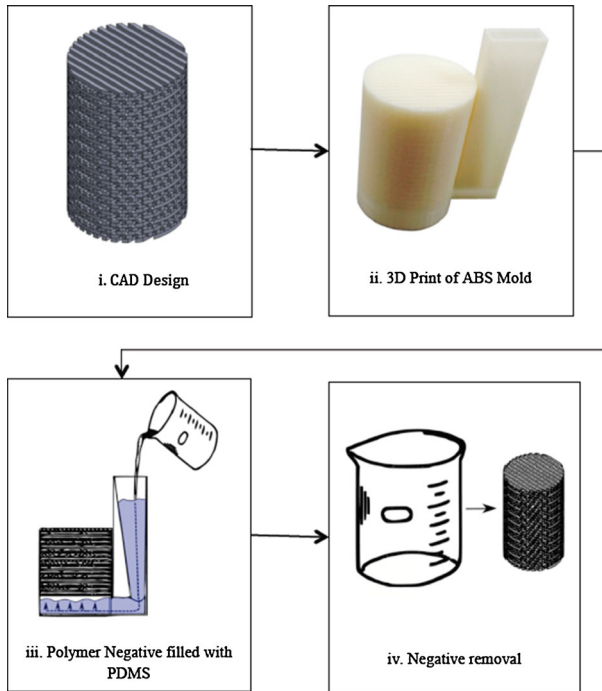 i. CAD Design
ii. 3D Print of ABS Mold
iii. Polymer Negative filled with
PDMS
iv. Negative removal